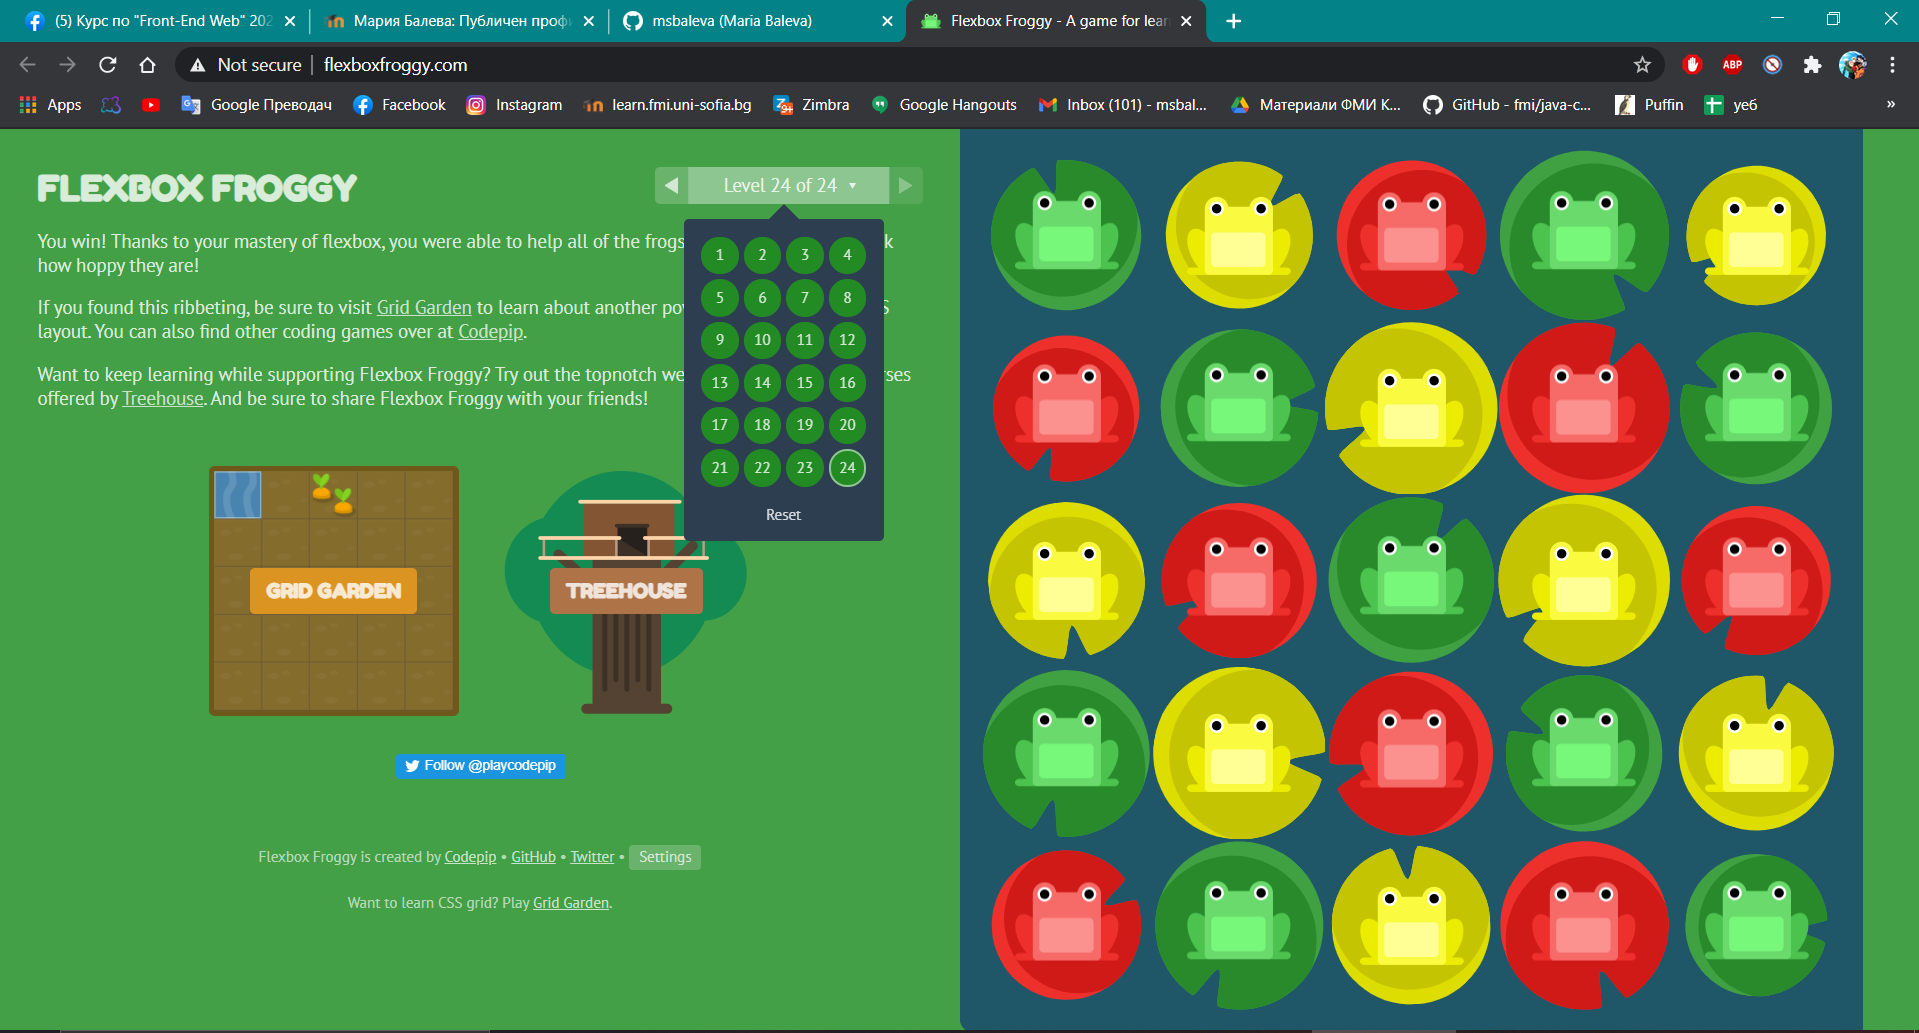 (5) Курс по "Front-End Web" 202
Мария Балева: Публичен проф
msbaleva (Maria Baleva)
Flexbox Froggy - A game for lear
Not secure
flexboxfroggy.com
ABP
Apps
Google Преводач
Facebook
Instagram
learn.fmi.uni-sofia.bg
Zimbra
Google Hangouts
Inbox (101) - msbal...
Материали ФМИ К...
GitHub - fmi/java-c...
Puffin
уеб
»
FLEXBOX FROGGY
Level 24 of 24
You win! Thanks to your mastery of flexbox, you were able to help all of the frogs k
how hoppy they are!
If you found this ribbeting, be sure to visit Grid Garden to learn about another po S
layout. You can also find other coding games over at Codepip.
Want to keep learning while supporting Flexbox Froggy? Try out the topnotch we rses
offered by Treehouse. And be sure to share Flexbox Froggy with your friends!
1 2 3 4
5 6 7 8
9 10 11 12
13 14 15 16
17 18 19 20
21 22 23 24
Reset
GRID GARDEN
TREEHOUSE
Follow @playcodepip
Flexbox Froggy is created by Codepip • GitHub • Twitter • Settings
Want to learn CSS grid? Play Grid Garden.